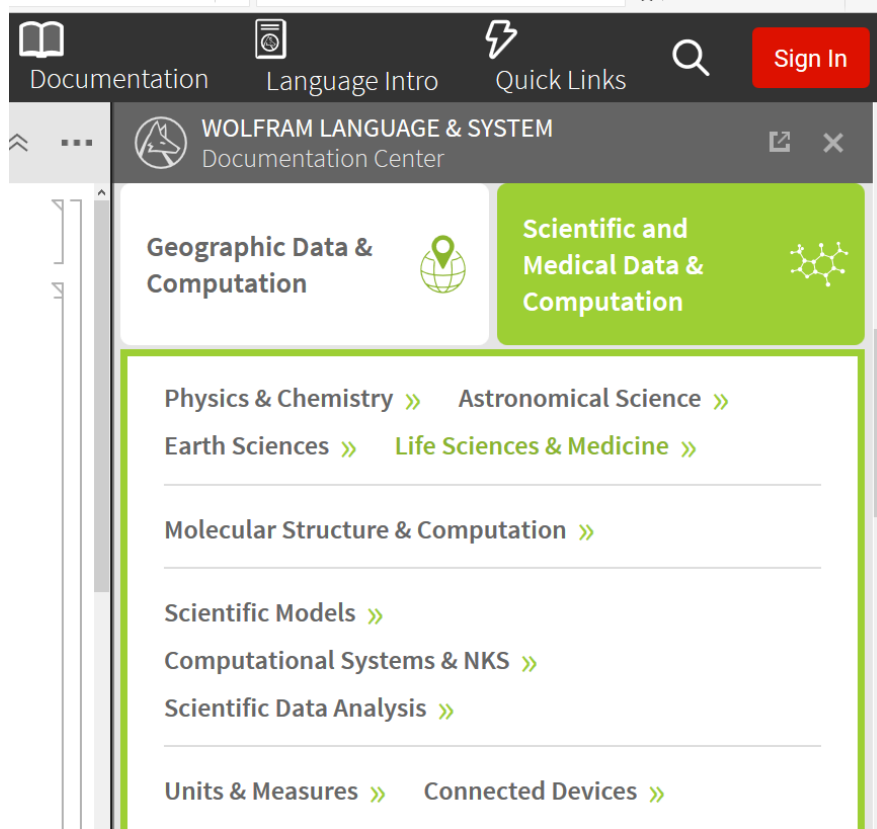 Documentation Language Intro Quick Links Sign In
WOLFRAM LANGUAGE & SYSTEM
Documentation Center
Geographic Data &
Computation
Scientific and
Medical Data &
Computation
Physics & Chemistry » Astronomical Science »
Earth Sciences » Life Sciences & Medicine »
Molecular Structure & Computation »
Scientific Models »
Computational Systems & NKS »
Scientific Data Analysis »
Units & Measures » Connected Devices »